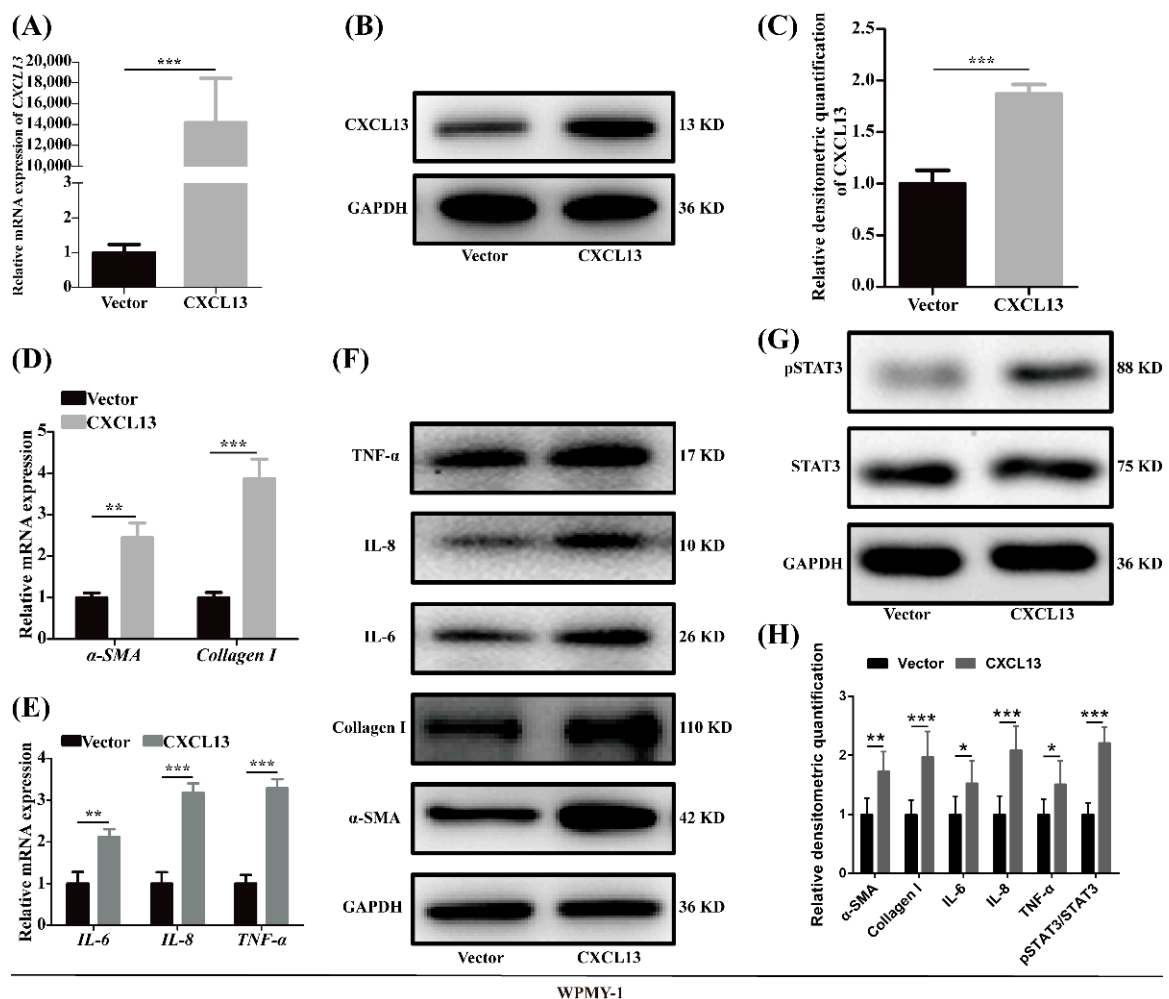 (A)
Relative mRNA expression of CXCL13
20,000
18,000
16,000
14,000
12,000
10,000
3
2
1
0
***
Vector CXCL13
(B)
CXCL13 13 KD
GAPDH 36 KD
Vector CXCL13
(C)
Relative densitometric quantification
of CXCL13
2.5
2.0
1.5
1.0
0.5
0.0
***
Vector CXCL13
(D)
Vector
CXCL13
Relative mRNA expression
5
4
3
2
1
0
** ***
α-SMA Collagen I
(E)
Vector CXCL13
Relative mRNA expression
4
3
2
1
0
** *** ***
IL-6 IL-8 TNF-α
(F)
TNF-α 17 KD
IL-8 10 KD
IL-6 26 KD
Collagen I 110 KD
α-SMA 42 KD
GAPDH 36 KD
Vector CXCL13
(G)
pSTAT3 88 KD
STAT3 75 KD
GAPDH 36 KD
Vector CXCL13
(H)
Vector CXCL13
Relative densitometric quantification
3
2
1
0
** *** * *** * ***
α-SMA Collagen I IL-6 IL-8 TNF-α pSTAT3/STAT3
WPMY-1